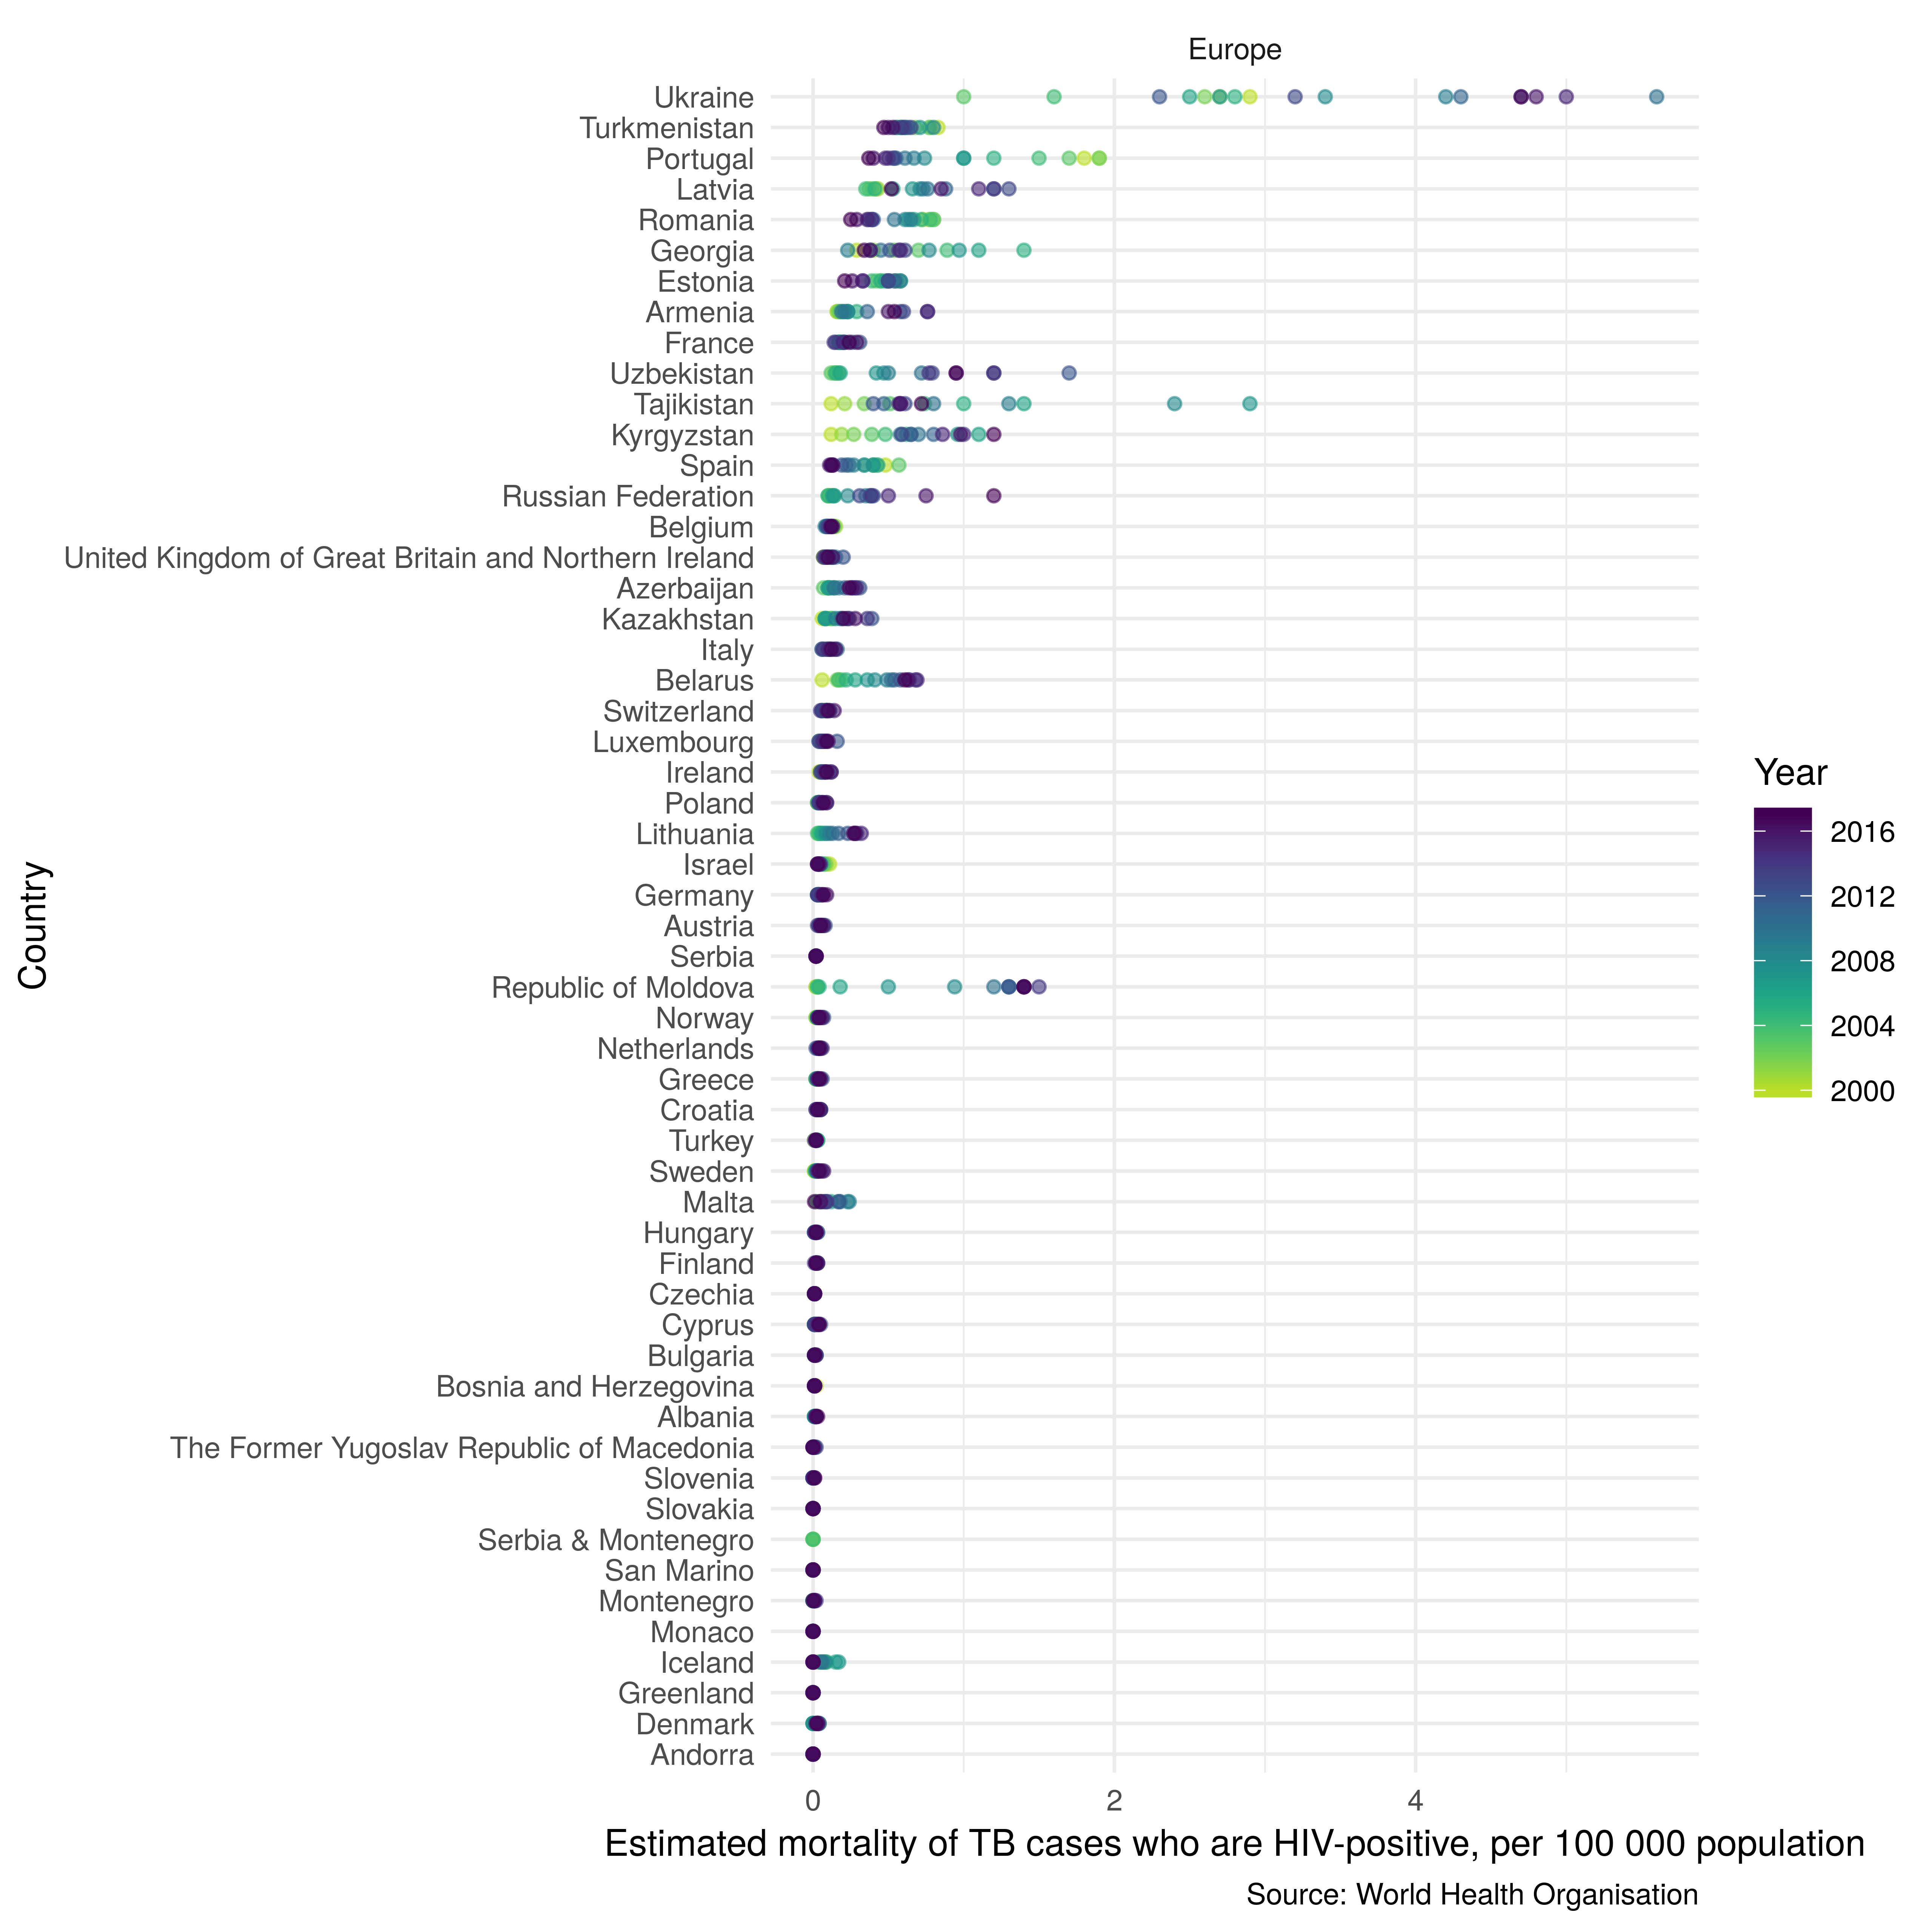 Europe
Ukraine
Turkmenistan
Portugal
Latvia
Romania
Georgia
Estonia
Armenia
France
Uzbekistan
Tajikistan
Kyrgyzstan
Spain
Russian Federation
Belgium
United Kingdom of Great Britain and Northern Ireland
Azerbaijan
Kazakhstan
Italy
Belarus
Switzerland
Luxembourg
Ireland
Poland
Lithuania
Israel
Germany
Austria
Serbia
Republic of Moldova
Norway
Netherlands
Greece
Croatia
Turkey
Sweden
Malta
Hungary
Finland
Czechia
Cyprus
Bulgaria
Bosnia and Herzegovina
Albania
The Former Yugoslav Republic of Macedonia
Slovenia
Slovakia
Serbia & Montenegro
San Marino
Montenegro
Monaco
Iceland
Greenland
Denmark
Andorra
Country
0 2 4
Estimated mortality of TB cases who are HIV-positive, per 100 000 population
Source: World Health Organisation
Year
2016
2012
2008
2004
2000